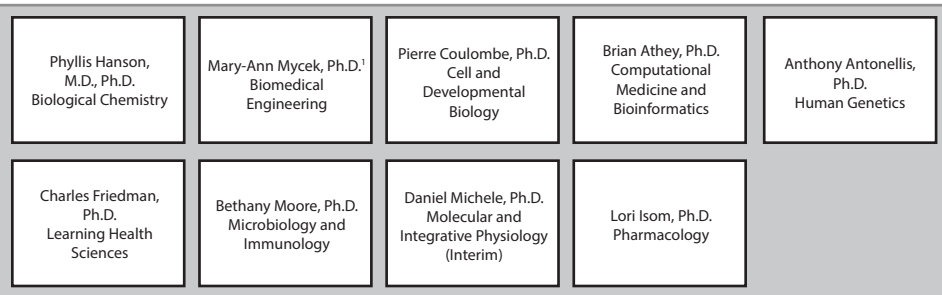 Phyllis Hanson,
M.D., Ph.D.
Biological Chemistry
Mary-Ann Mycek, Ph.D.¹
Biomedical
Engineering
Pierre Coulombe, Ph.D.
Cell and
Developmental
Biology
Brian Athey, Ph.D.
Computational
Medicine and
Bioinformatics
Anthony Antonellis,
Ph.D.
Human Genetics
Charles Friedman,
Ph.D.
Learning Health
Sciences
Bethany Moore, Ph.D.
Microbiology and
Immunology
Daniel Michele, Ph.D.
Molecular and
Integrative Physiology
(Interim)
Lori Isom, Ph.D.
Pharmacology